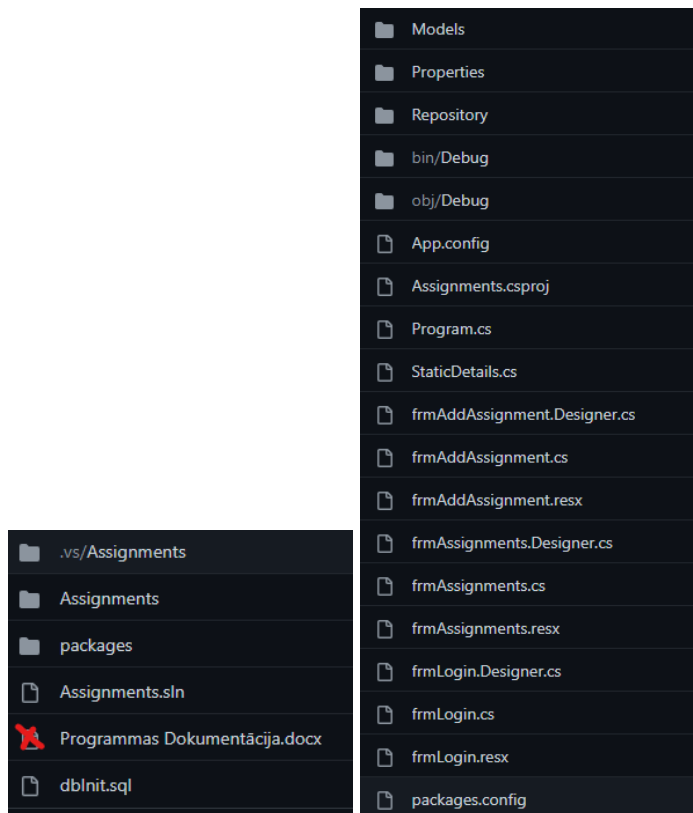 .vs/Assignments
Assignments
packages
Assignments.sln
Programmas Dokumentācija.docx
dbInit.sql
Models
Properties
Repository
bin/Debug
obj/Debug
App.config
Assignments.csproj
Program.cs
StaticDetails.cs
frmAddAssignment.Designer.cs
frmAddAssignment.cs
frmAddAssignment.resx
frmAssignments.Designer.cs
frmAssignments.cs
frmAssignments.resx
frmLogin.Designer.cs
frmLogin.cs
frmLogin.resx
packages.config